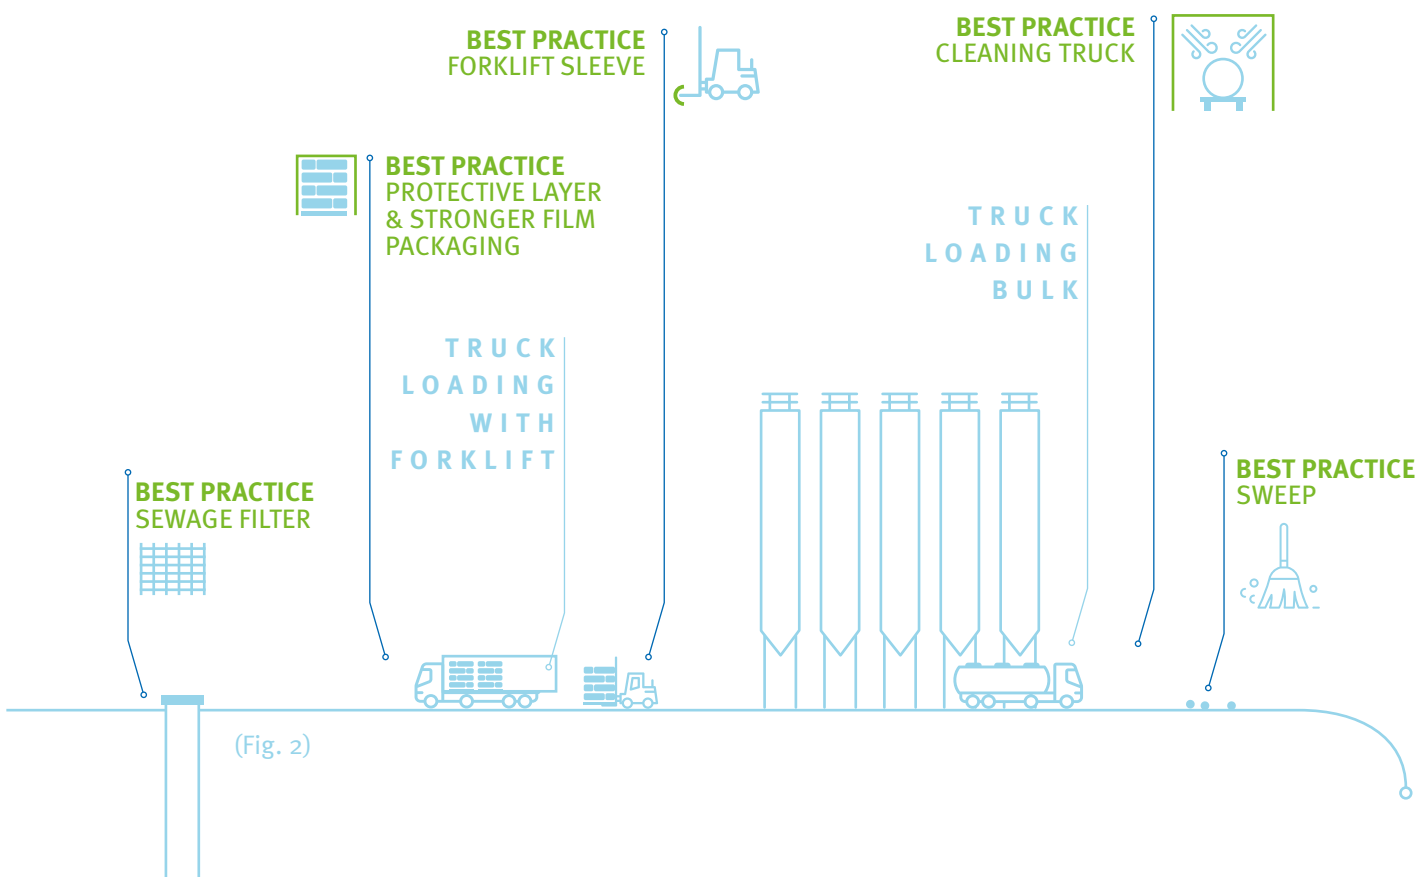 BEST PRACTICE
FORKLIFT SLEEVE
BEST PRACTICE
CLEANING TRUCK
BEST PRACTICE
PROTECTIVE LAYER
& STRONGER FILM
PACKAGING
TRUCK
LOADING
BULK
TRUCK
LOADING
WITH
FORKLIFT
BEST PRACTICE
SEWAGE FILTER
BEST PRACTICE
SWEEP
(Fig. 2)